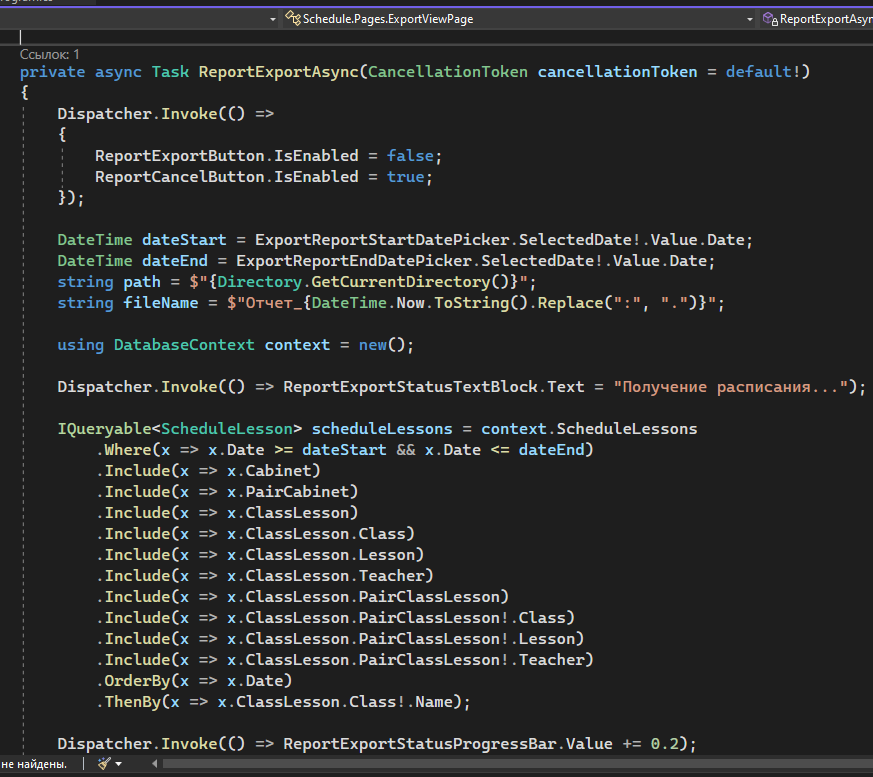 Schedule.Pages.ExportViewPage
ReportExportAsyn
Ссылок: 1
private async Task ReportExportAsync(CancellationToken cancellationToken = default!)
{
    Dispatcher.Invoke(() =>
    {
        ReportExportButton.IsEnabled = false;
        ReportCancelButton.IsEnabled = true;
    });

    DateTime dateStart = ExportReportStartDatePicker.SelectedDate!.Value.Date;
    DateTime dateEnd = ExportReportEndDatePicker.SelectedDate!.Value.Date;
    string path = $"{Directory.GetCurrentDirectory()}";
    string fileName = $"Отчет_{DateTime.Now.ToString().Replace(":", ".")}";

    using DatabaseContext context = new();

    Dispatcher.Invoke(() => ReportExportStatusTextBlock.Text = "Получение расписания...");

    IQueryable<ScheduleLesson> scheduleLessons = context.ScheduleLessons
        .Where(x => x.Date >= dateStart && x.Date <= dateEnd)
        .Include(x => x.Cabinet)
        .Include(x => x.PairCabinet)
        .Include(x => x.ClassLesson)
        .Include(x => x.ClassLesson.Class)
        .Include(x => x.ClassLesson.Lesson)
        .Include(x => x.ClassLesson.Teacher)
        .Include(x => x.ClassLesson.PairClassLesson)
        .Include(x => x.ClassLesson.PairClassLesson!.Class)
        .Include(x => x.ClassLesson.PairClassLesson!.Lesson)
        .Include(x => x.ClassLesson.PairClassLesson!.Teacher)
        .OrderBy(x => x.Date)
        .ThenBy(x => x.ClassLesson.Class!.Name);

    Dispatcher.Invoke(() => ReportExportStatusProgressBar.Value += 0.2);
не найдены.